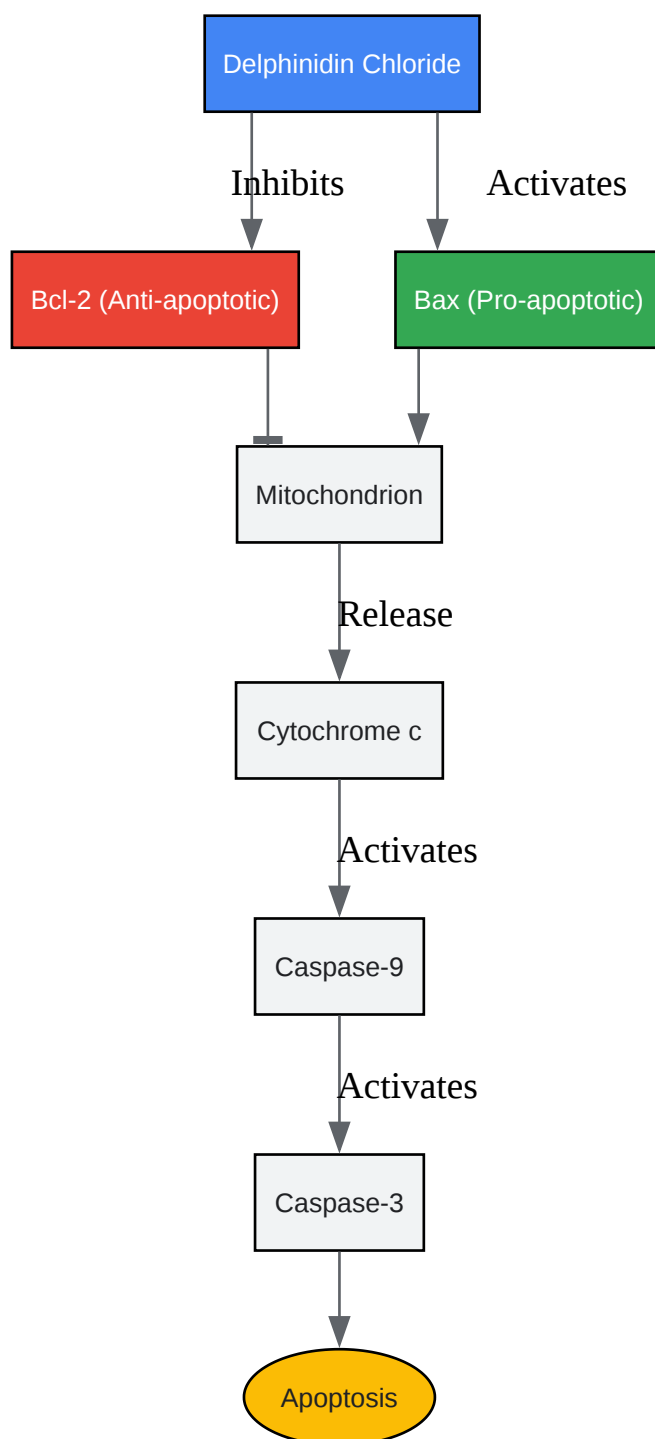 Delphinidin Chloride
Inhibits
Activates
Bcl-2 (Anti-apoptotic)
Bax (Pro-apoptotic)
Mitochondrion
Release
Cytochrome c
Activates
Caspase-9
Activates
Caspase-3
Apoptosis